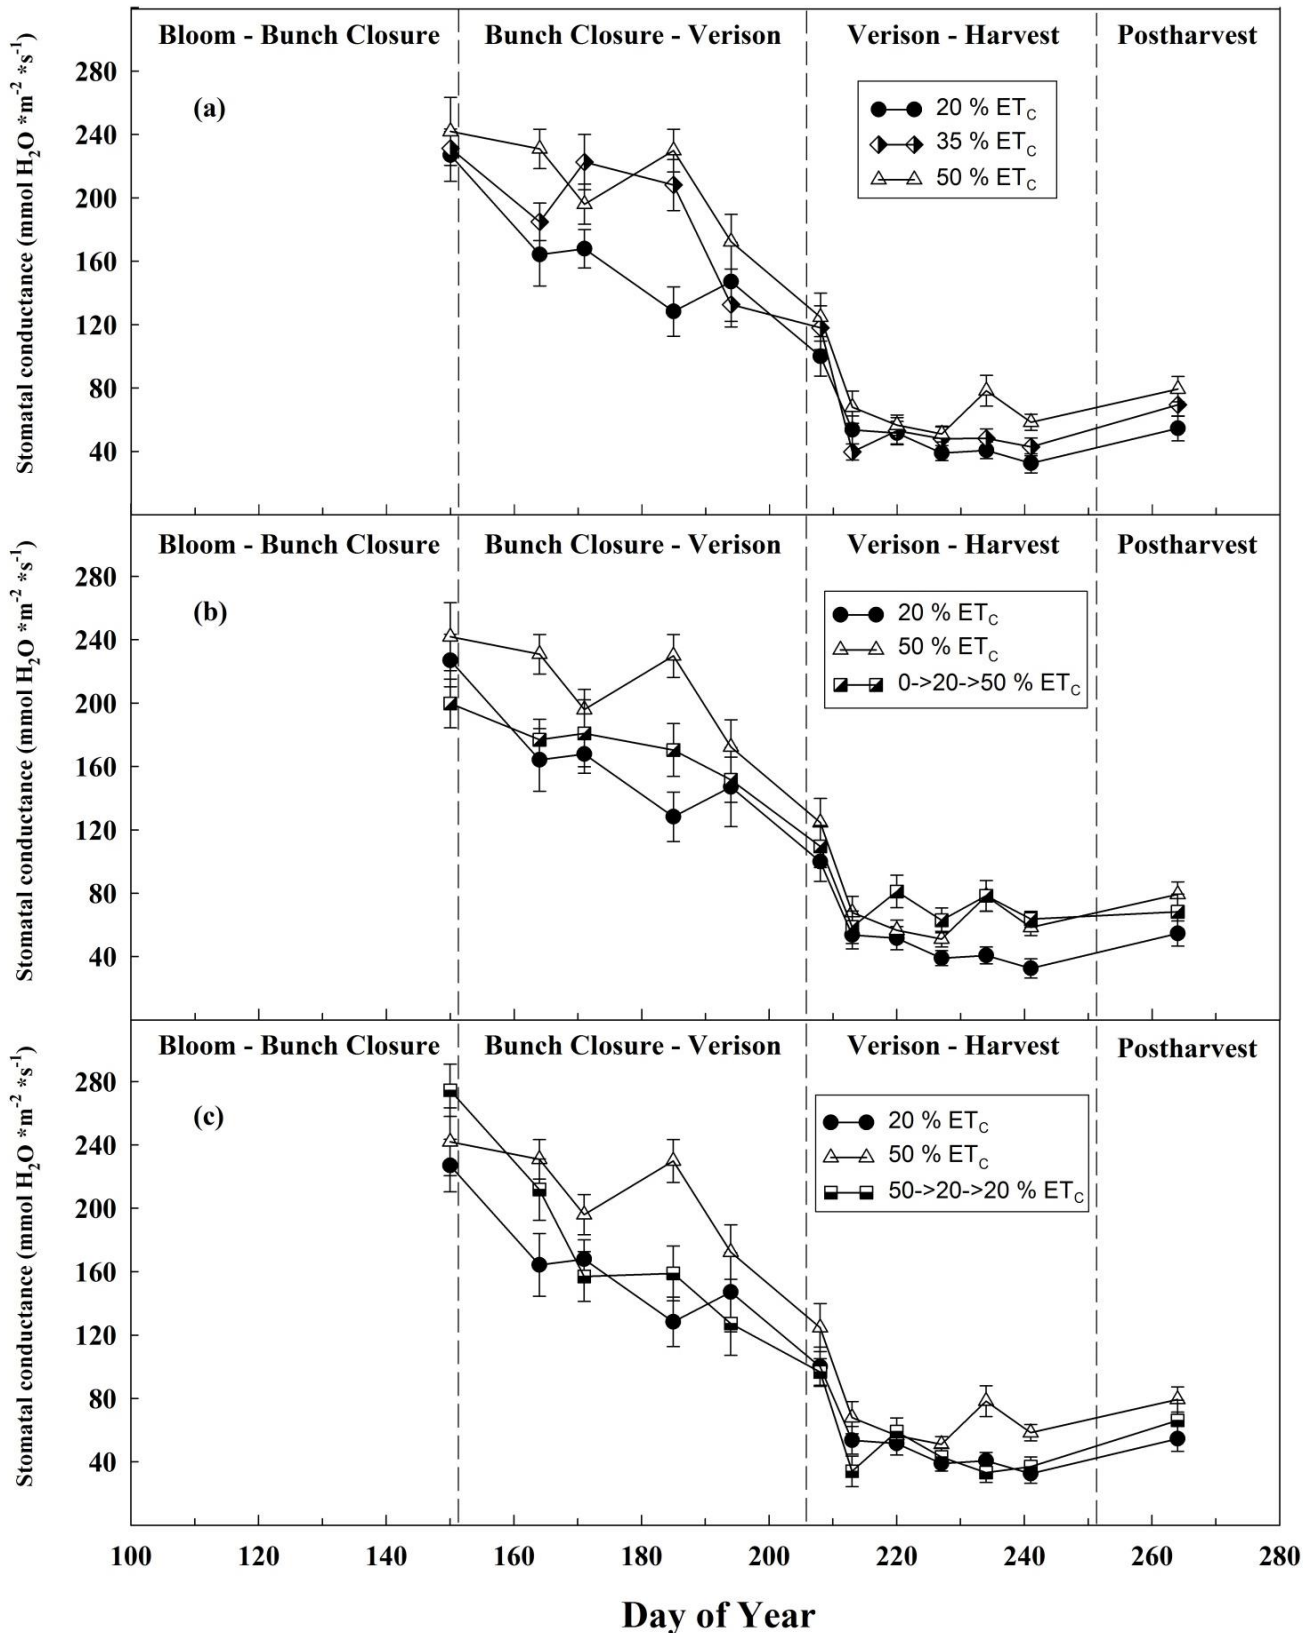 Bloom - Bunch Closure Bunch Closure - Verison Verison - Harvest Postharvest
Stomatal conductance (nmol H2O *m-2 *s-1)
280
240
200
160
120
80
40
(a)
20 % ETC
35 % ETC
50 % ETC
Bloom - Bunch Closure Bunch Closure - Verison Verison - Harvest Postharvest
Stomatal conductance (nmol H2O *m-2 *s-1)
280
240
200
160
120
80
40
(b)
20 % ETC
50 % ETC
0->20->50 % ETC
Bloom - Bunch Closure Bunch Closure - Verison Verison - Harvest Postharvest
Stomatal conductance (nmol H2O *m-2 *s-1)
280
240
200
160
120
80
40
(c)
20 % ETC
50 % ETC
50->20->20 % ETC
100 120 140 160 180 200 220 240 260 280
Day of Year